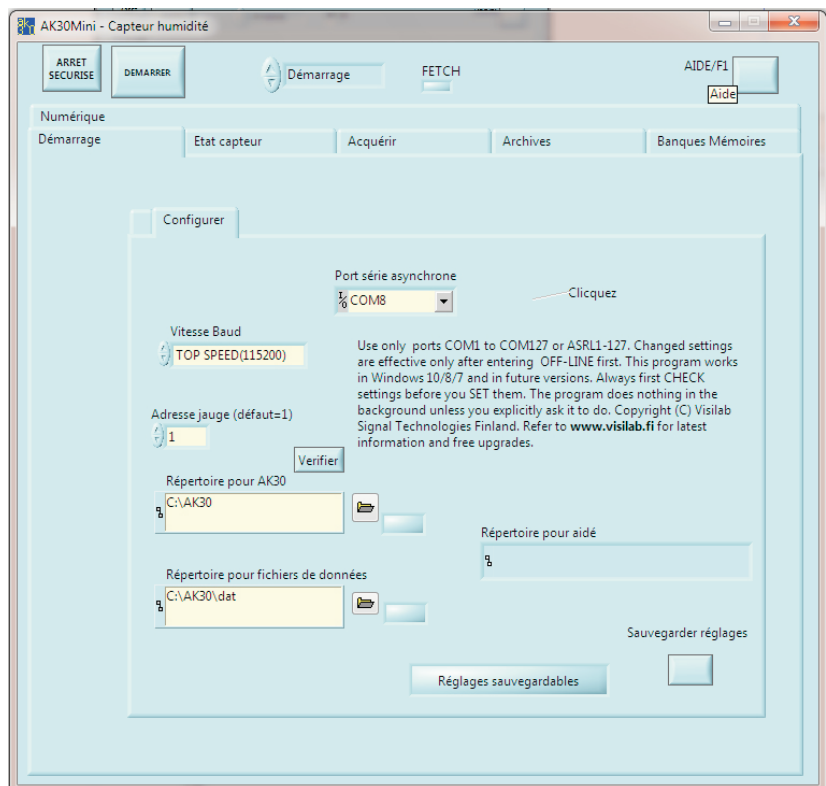 AK30Mini - Capteur humidité
ARRET
SECURISE
DEMARRER
Démarrage
FETCH
AIDE/F1
Aide
Numérique
Démarrage
Etat capteur
Acquérir
Archives
Banques Mémoires
Configurer
Port série asynchrone
COM8
Clicquez
Vitesse Baud
TOP SPEED(115200)
Use only ports COM1 to COM127 or ASRL1-127. Changed settings
are effective only after entering OFF-LINE first. This program works
in Windows 10/8/7 and in future versions. Always first CHECK
settings before you SET them. The program does nothing in the
background unless you explicitly ask it to do. Copyright (C) Visilab
Signal Technologies Finland. Refer to www.visilab.fi for latest
information and free upgrades.
Adresse jauge (défaut=1)
1
Verifier
Répertoire pour AK30
C:\AK30
Répertoire pour aidé
Répertoire pour fichiers de données
C:\AK30\dat
Sauvegarder réglages
Réglages sauvegardables